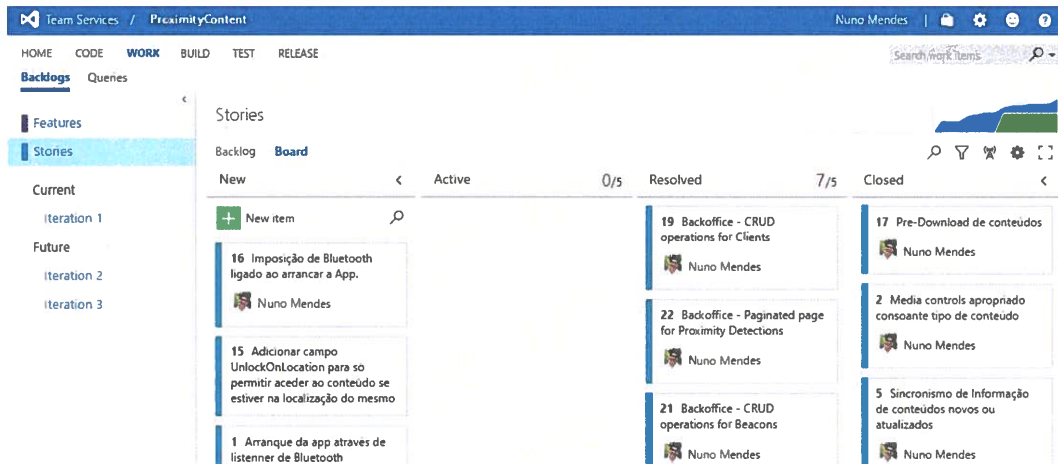 Team Services / ProximityContent
Nuno Mendes
HOME CODE WORK BUILD TEST RELEASE
Search work items
Backlogs Queries
Features
Stories
Current
Iteration 1
Future
Iteration 2
Iteration 3
Stories
Backlog Board
New
New item
16 Imposição de Bluetooth
ligado ao arrancar a App.
Nuno Mendes
15 Adicionar campo
UnlockOnLocation para só
permitir aceder ao conteúdo se
estiver na localização do mesmo
1 Arranque da app através de
listenner de Bluetooth
Active 0/5
Resolved 7/5
19 Backoffice - CRUD
operations for Clients
Nuno Mendes
22 Backoffice - Paginated page
for Proximity Detections
Nuno Mendes
21 Backoffice - CRUD
operations for Beacons
Nuno Mendes
Closed
17 Pre-Download de conteúdos
Nuno Mendes
2 Media controls apropriado
consoante tipo de conteúdo
Nuno Mendes
5 Sincronismo de Informação
de conteúdos novos ou
atualizados
Nuno Mendes